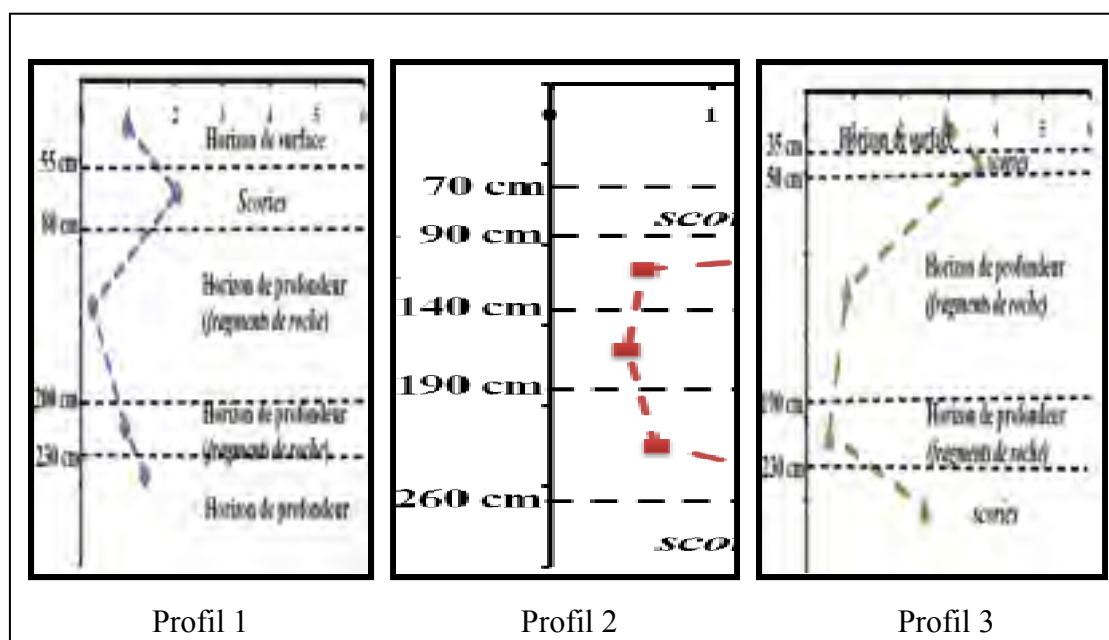 2
Horizon de surface
55 cm
Scories
80 cm
Horizon de profondeur
(fragments de roche)
200 cm
Horizon de profondeur
(fragments de roche)
230 cm
Horizon de profondeur
Profil 1
1
70 cm
90 cm
140 cm
190 cm
260 cm
Profil 2
4 5 6
Horizon de surface
35 cm
scories
50 cm
Horizon de profondeur
(fragments de roche)
190 cm
Horizon de profondeur
(fragments de roche)
230 cm
scories
Profil 3